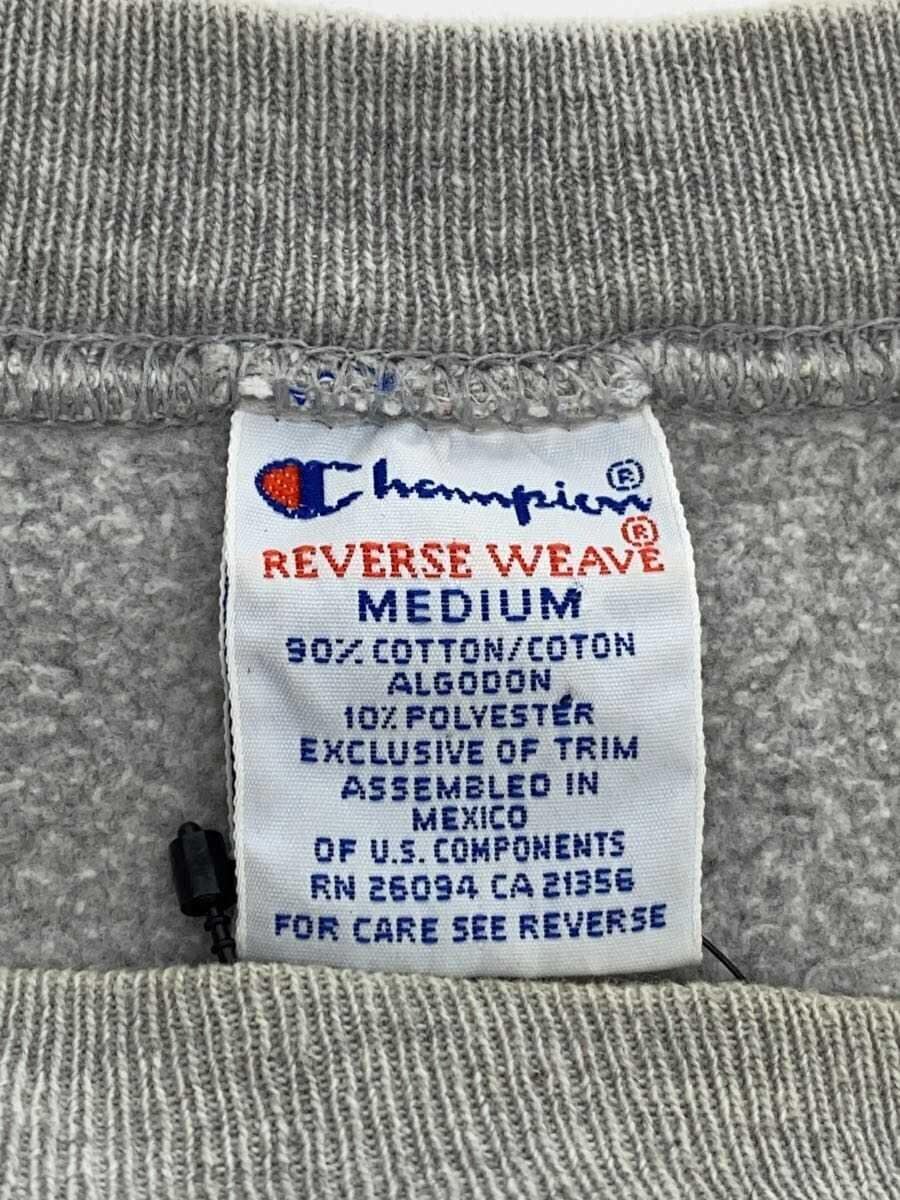 Champion®
REVERSE WEAVE®
MEDIUM
90% COTTON/COTON
ALGODON
10% POLYESTER
EXCLUSIVE OF TRIM
ASSEMBLED IN
MEXICO
OF U.S. COMPONENTS
RN 26094 CA 21356
FOR CARE SEE REVERSE